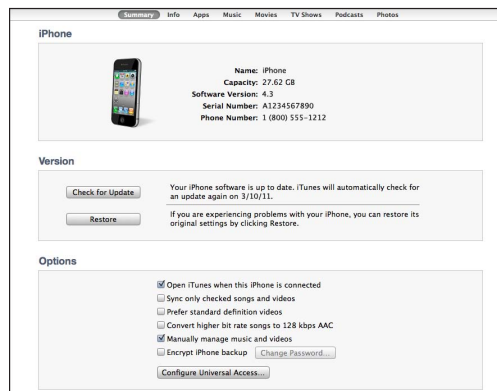 Summary Info Apps Music Movies TV Shows Podcasts Photos
iPhone
Name: iPhone
Capacity: 27.62 GB
Software Version: 4.3
Serial Number: A1234567890
Phone Number: 1 (800) 555-1212
Version
Check for Update
Your iPhone software is up to date. iTunes will automatically check for
an update again on 3/10/11.
Restore
If you are experiencing problems with your iPhone, you can restore its
original settings by clicking Restore.
Options
Open iTunes when this iPhone is connected
Sync only checked songs and videos
Prefer standard definition videos
Convert higher bit rate songs to 128 kbps AAC
Manually manage music and videos
Encrypt iPhone backup Change Password...
Configure Universal Access...